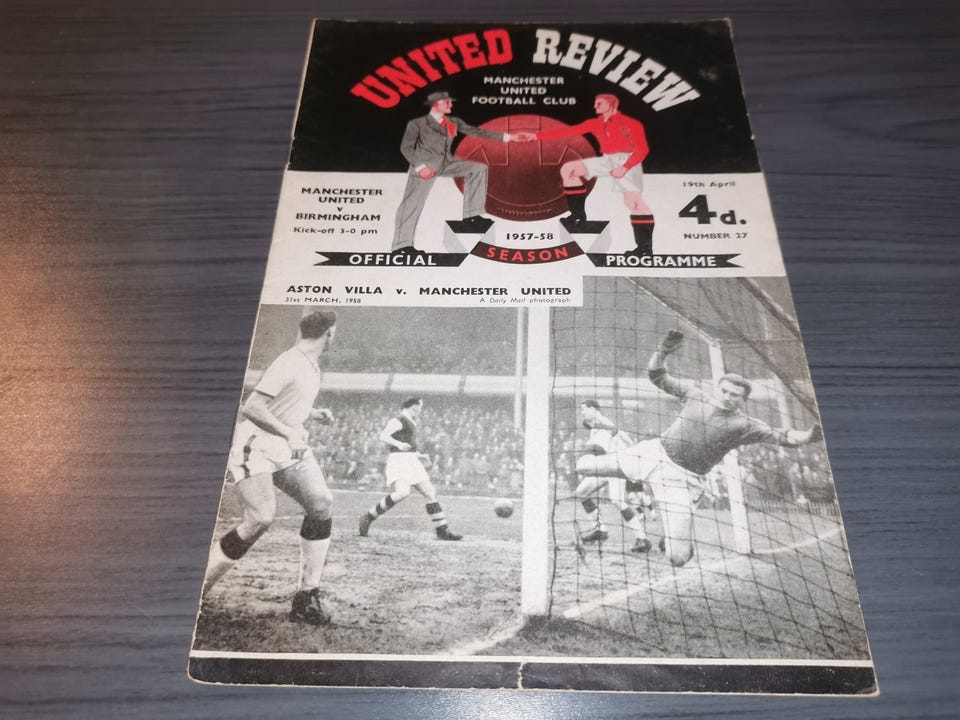 UNITED REVIEW
MANCHESTER
UNITED
FOOTBALL CLUB
MANCHESTER
UNITED
v
BIRMINGHAM
Kick-off 3-0 pm
19th April
4d.
NUMBER 27
1957-58
OFFICIAL SEASON PROGRAMME
ASTON VILLA v. MANCHESTER UNITED
31st MARCH, 1958 A Daily Mail photograph